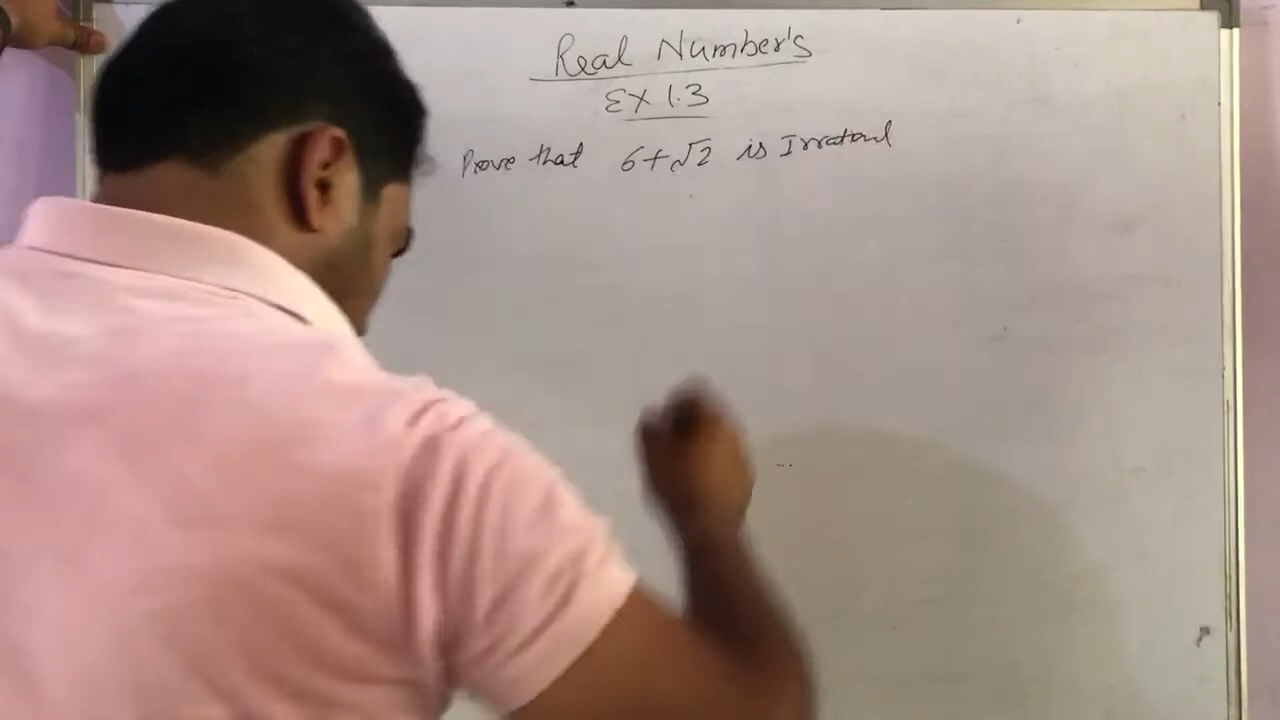 Real Number's
Ex 1.3
Prove that 6+√2 is Irrational